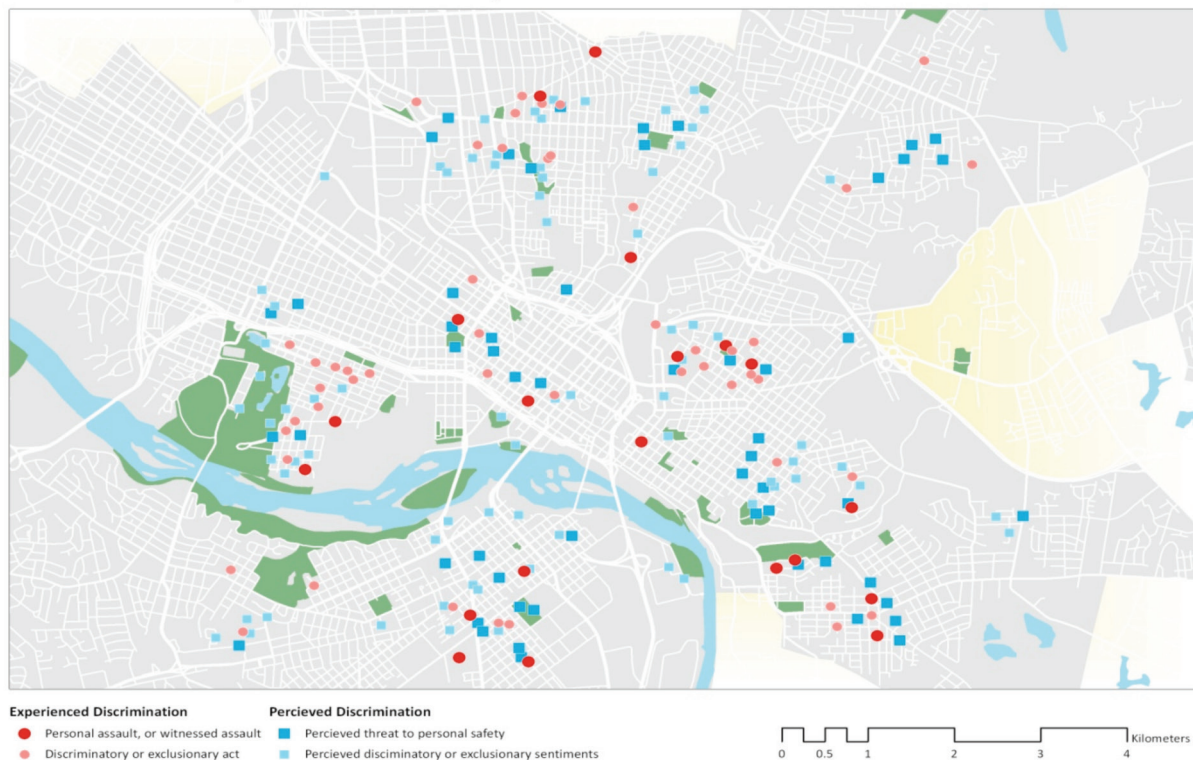 Experienced Discrimination
Percieved Discrimination
Personal assault, or witnessed assault
Percieved threat to personal safety
Discriminatory or exclusionary act
Percieved disciminatory or exclusionary sentiments
Kilometers
0 0.5 1 2 3 4